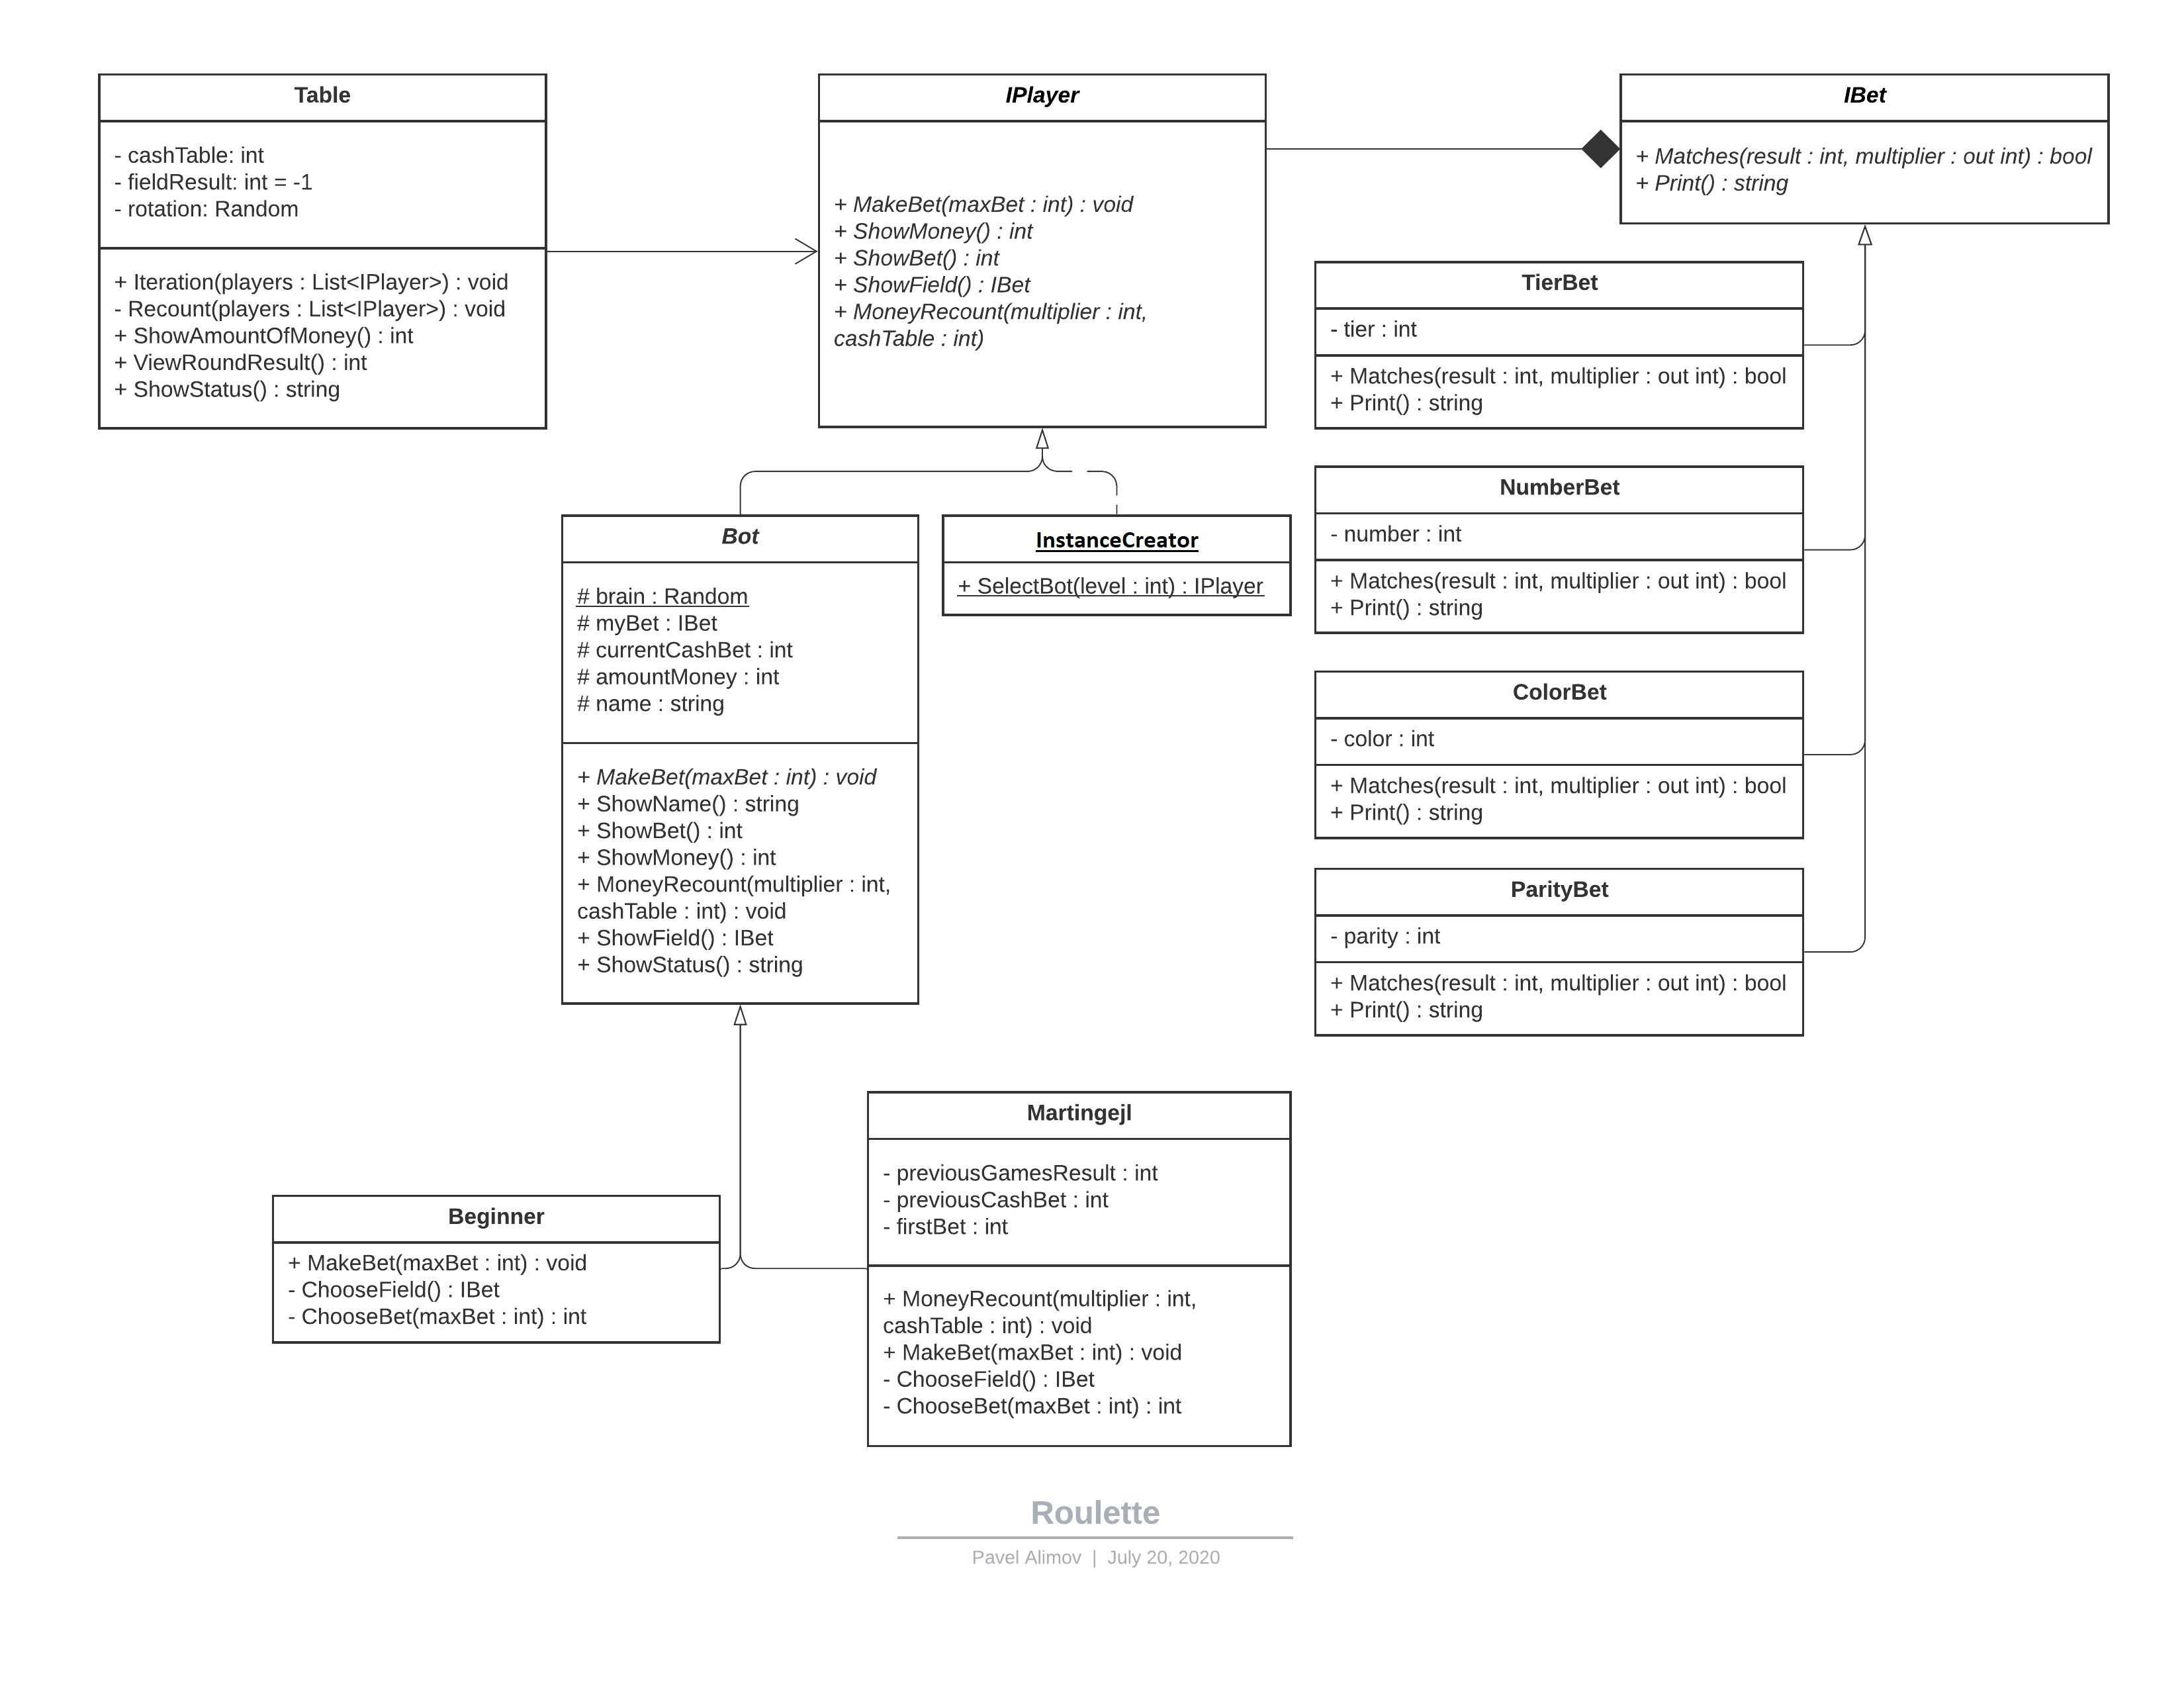 Table
- cashTable: int
- fieldResult: int = -1
- rotation: Random
+ Iteration(players : List<IPlayer>) : void
- Recount(players : List<IPlayer>) : void
+ ShowAmountOfMoney() : int
+ ViewRoundResult() : int
+ ShowStatus() : string
IPlayer
+ MakeBet(maxBet : int) : void
+ ShowMoney() : int
+ ShowBet() : int
+ ShowField() : IBet
+ MoneyRecount(multiplier : int,
cashTable : int)
IBet
+ Matches(result : int, multiplier : out int) : bool
+ Print() : string
TierBet
- tier : int
+ Matches(result : int, multiplier : out int) : bool
+ Print() : string
NumberBet
- number : int
+ Matches(result : int, multiplier : out int) : bool
+ Print() : string
ColorBet
- color : int
+ Matches(result : int, multiplier : out int) : bool
+ Print() : string
ParityBet
- parity : int
+ Matches(result : int, multiplier : out int) : bool
+ Print() : string
Bot
# brain : Random
# myBet : IBet
# currentCashBet : int
# amountMoney : int
# name : string
+ MakeBet(maxBet : int) : void
+ ShowName() : string
+ ShowBet() : int
+ ShowMoney() : int
+ MoneyRecount(multiplier : int,
cashTable : int) : void
+ ShowField() : IBet
+ ShowStatus() : string
InstanceCreator
+ SelectBot(level : int) : IPlayer
Beginner
+ MakeBet(maxBet : int) : void
- ChooseField() : IBet
- ChooseBet(maxBet : int) : int
Martingejl
- previousGamesResult : int
- previousCashBet : int
- firstBet : int
+ MoneyRecount(multiplier : int,
cashTable : int) : void
+ MakeBet(maxBet : int) : void
- ChooseField() : IBet
- ChooseBet(maxBet : int) : int
Roulette
Pavel Alimov | July 20, 2020